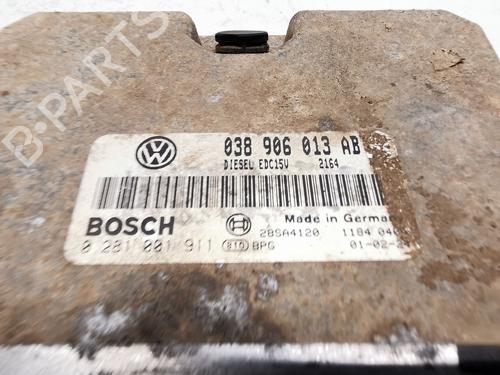 038 906 013 AB
DIESEL EDC15V 2164
BOSCH
Made in Germany
28SA4120
0 281 001 911
BPG
B-PARTS